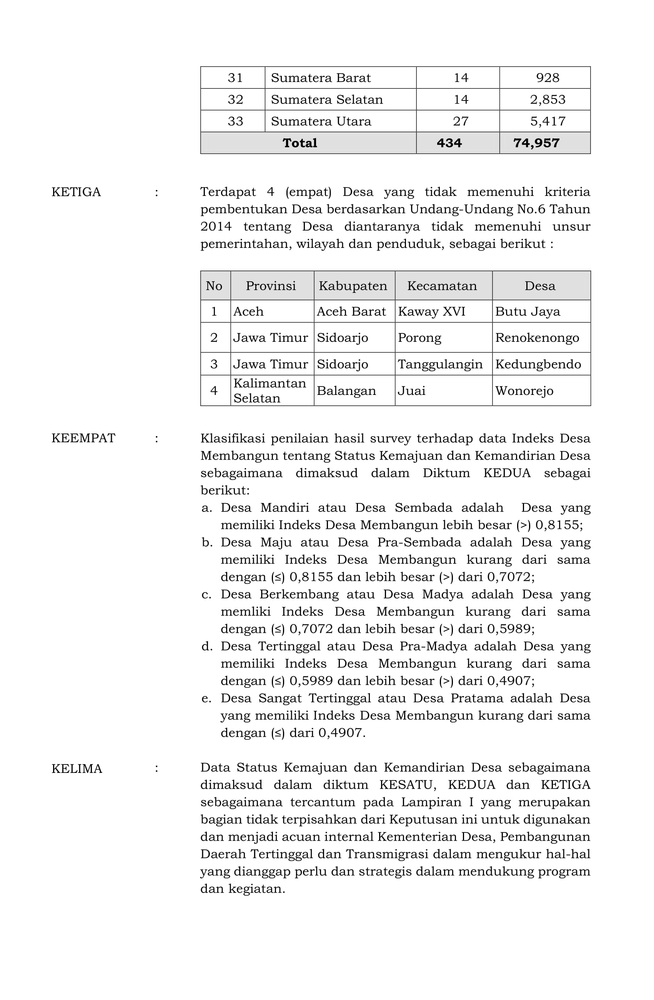 31 Sumatera Barat 14 928
32 Sumatera Selatan 14 2,853
33 Sumatera Utara 27 5,417
Total 434 74,957
KETIGA : Terdapat 4 (empat) Desa yang tidak memenuhi kriteria
pembentukan Desa berdasarkan Undang-Undang No.6 Tahun
2014 tentang Desa diantaranya tidak memenuhi unsur
pemerintahan, wilayah dan penduduk, sebagai berikut :
No Provinsi Kabupaten Kecamatan Desa
1 Aceh Aceh Barat Kaway XVI Butu Jaya
2 Jawa Timur Sidoarjo Porong Renokenongo
3 Jawa Timur Sidoarjo Tanggulangin Kedungbendo
4 Kalimantan Selatan Balangan Juai Wonorejo
KEEMPAT : Klasifikasi penilaian hasil survey terhadap data Indeks Desa
Membangun tentang Status Kemajuan dan Kemandirian Desa
sebagaimana dimaksud dalam Diktum KEDUA sebagai
berikut:
a. Desa Mandiri atau Desa Sembada adalah Desa yang
memiliki Indeks Desa Membangun lebih besar (>) 0,8155;
b. Desa Maju atau Desa Pra-Sembada adalah Desa yang
memiliki Indeks Desa Membangun kurang dari sama
dengan (≤) 0,8155 dan lebih besar (>) dari 0,7072;
c. Desa Berkembang atau Desa Madya adalah Desa yang
memliki Indeks Desa Membangun kurang dari sama
dengan (≤) 0,7072 dan lebih besar (>) dari 0,5989;
d. Desa Tertinggal atau Desa Pra-Madya adalah Desa yang
memiliki Indeks Desa Membangun kurang dari sama
dengan (≤) 0,5989 dan lebih besar (>) dari 0,4907;
e. Desa Sangat Tertinggal atau Desa Pratama adalah Desa
yang memiliki Indeks Desa Membangun kurang dari sama
dengan (≤) dari 0,4907.
KELIMA : Data Status Kemajuan dan Kemandirian Desa sebagaimana
dimaksud dalam diktum KESATU, KEDUA dan KETIGA
sebagaimana tercantum pada Lampiran I yang merupakan
bagian tidak terpisahkan dari Keputusan ini untuk digunakan
dan menjadi acuan internal Kementerian Desa, Pembangunan
Daerah Tertinggal dan Transmigrasi dalam mengukur hal-hal
yang dianggap perlu dan strategis dalam mendukung program
dan kegiatan.